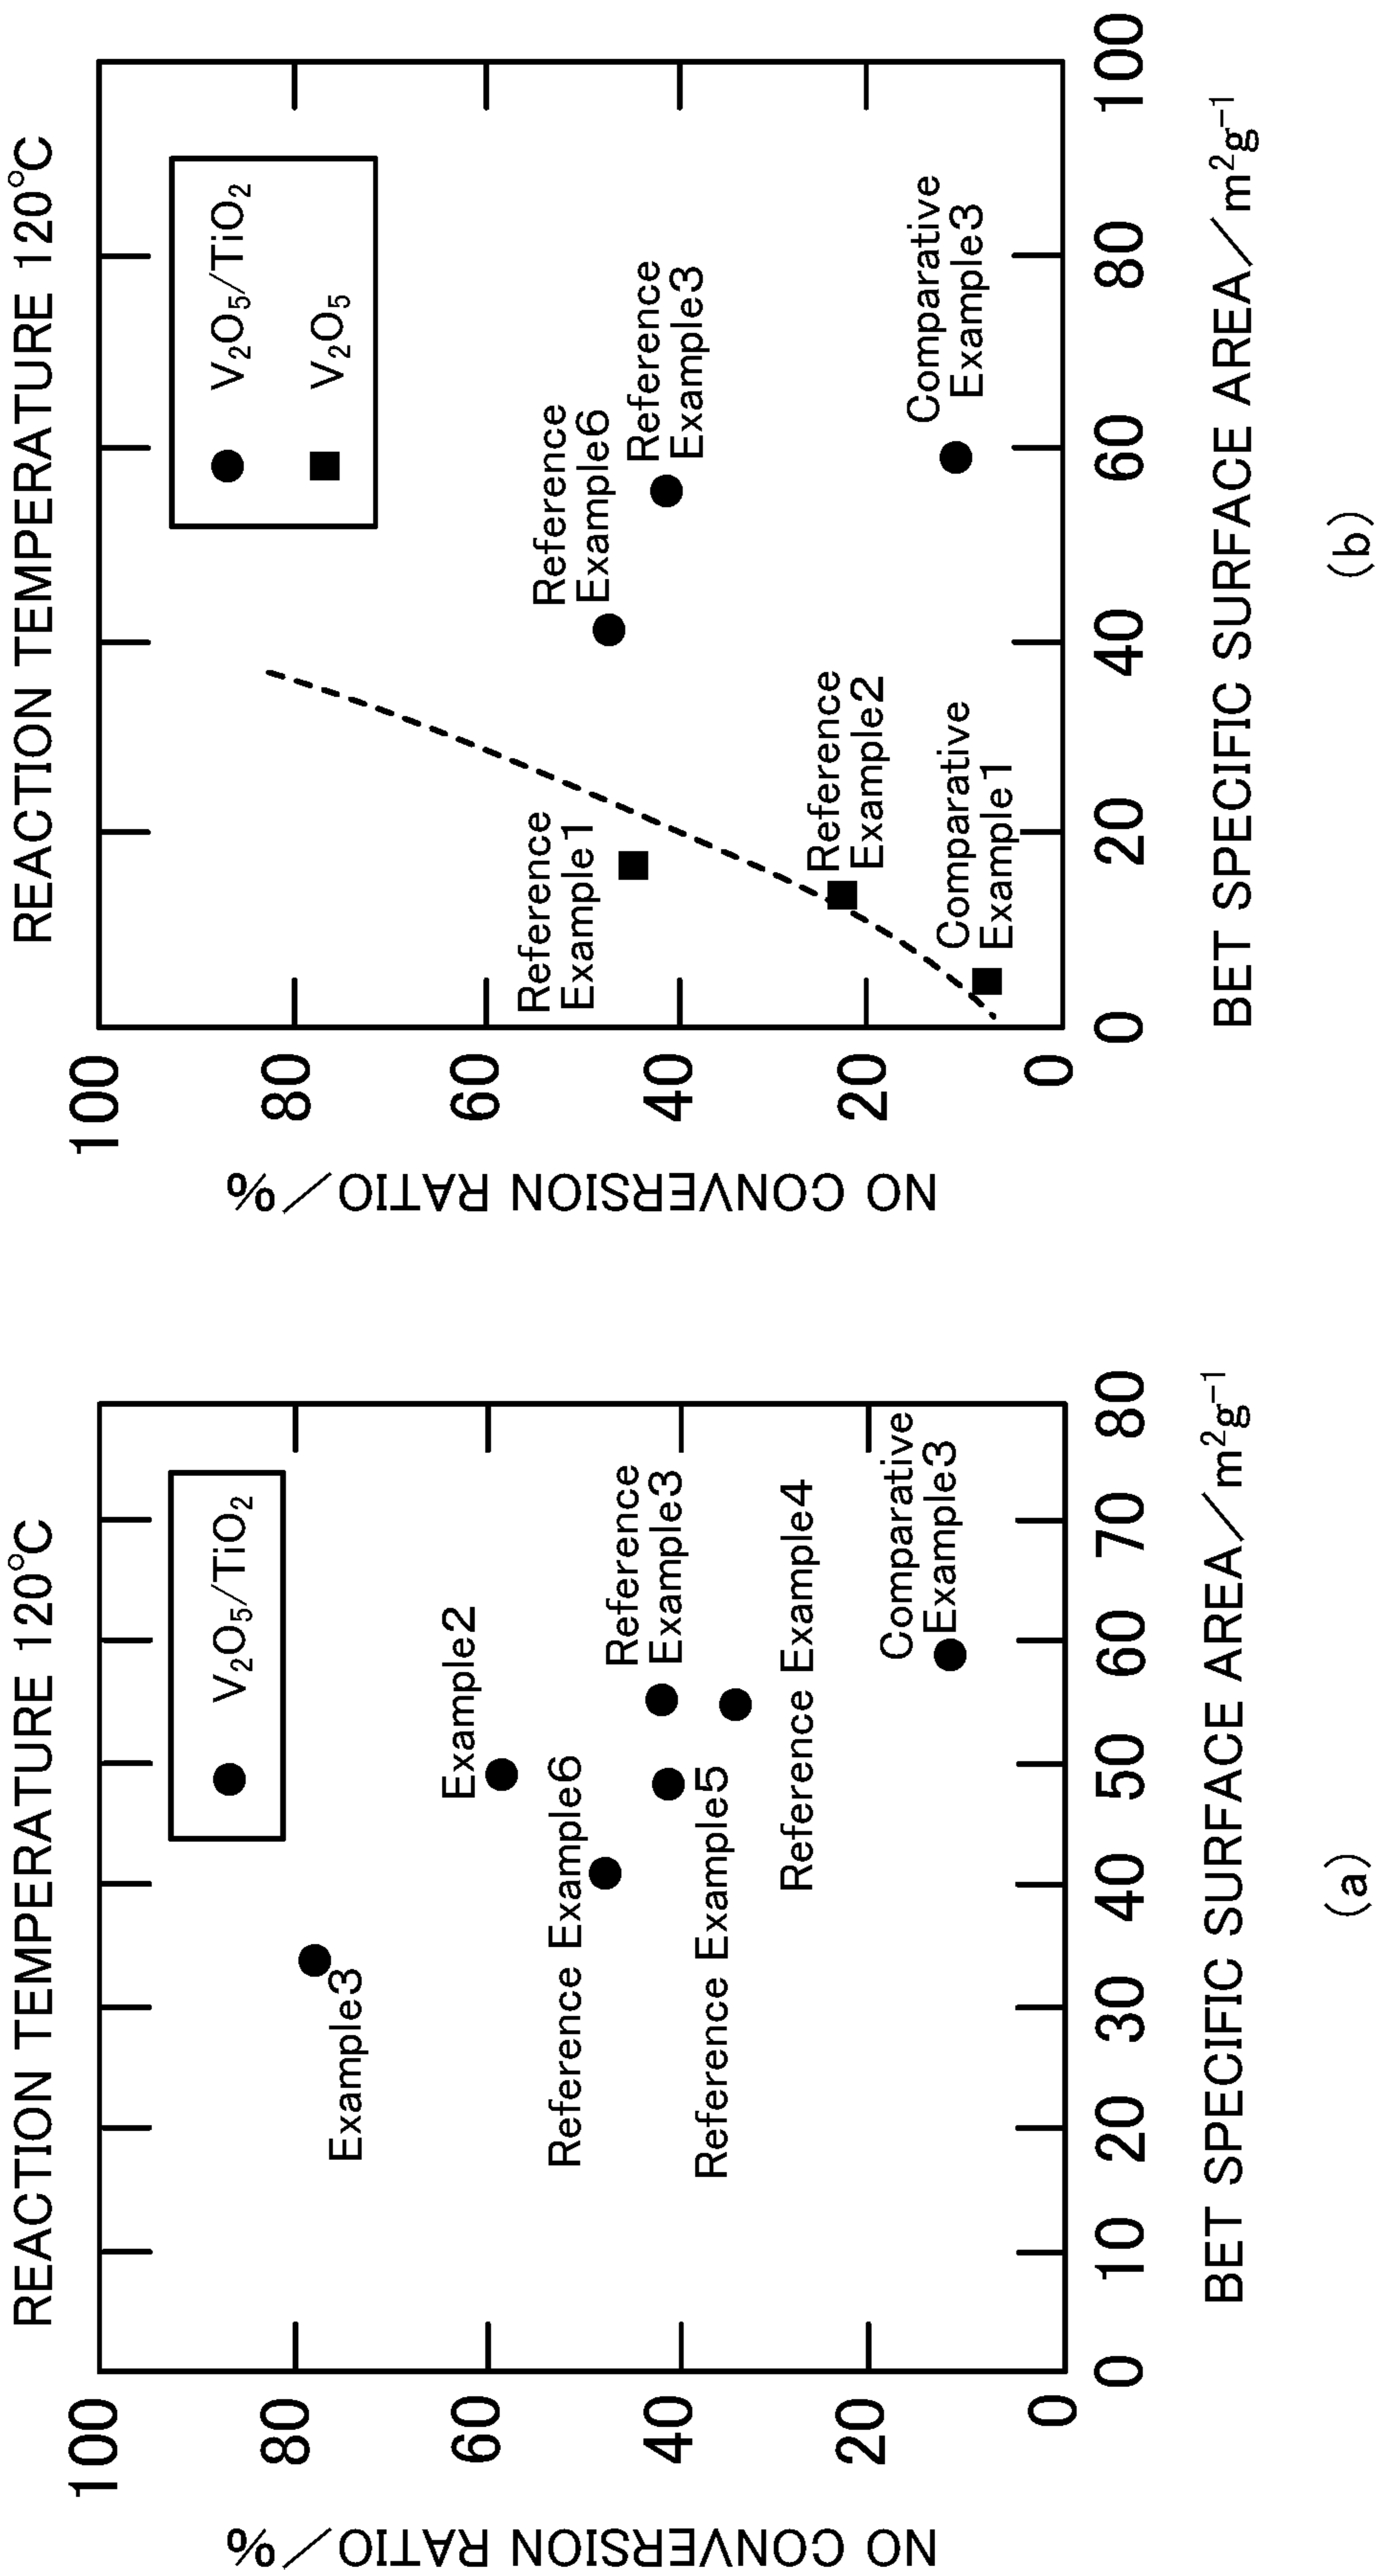 REACTION TEMPERATURE 120°C
NO CONVERSION RATIO/%
100
80
60
40
20
0
V₂O₅/TiO₂
Example3
Example2
Reference Example6
Reference
Example3
Reference Example5
Reference Example4
Comparative
Example3
0 10 20 30 40 50 60 70 80
BET SPECIFIC SURFACE AREA/m²g⁻¹
(a)
REACTION TEMPERATURE 120°C
NO CONVERSION RATIO/%
100
80
60
40
20
0
V₂O₅/TiO₂
V₂O₅
Reference
Example1
Reference
Example6
Reference
Example3
Reference
Example2
Comparative
Example1
Comparative
Example3
0 20 40 60 80 100
BET SPECIFIC SURFACE AREA/m²g⁻¹
(b)